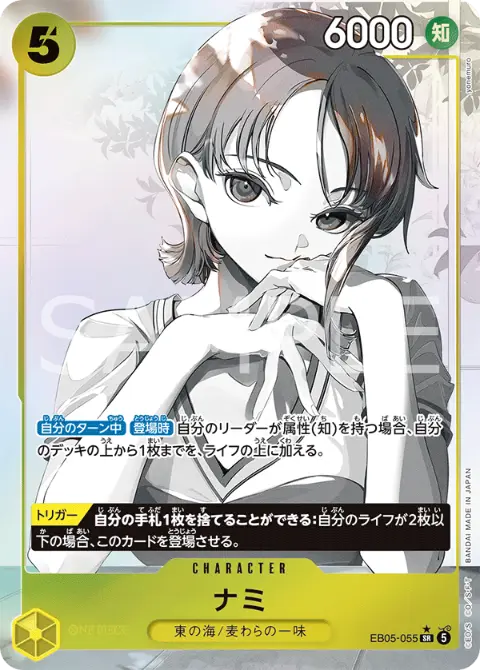 5
6000 知
yonemuro
SAMPLE
自分のターン中 登場時 自分のリーダーが属性(知)を持つ場合、自分
のデッキの上から1枚までを、ライフの上に加える。
トリガー 自分の手札1枚を捨てることができる:自分のライフが2枚以
下の場合、このカードを登場させる。
BANDAI MADE IN JAPAN
CHARACTER
ナミ
東の海/麦わらの一味
EB05-055 SR 5